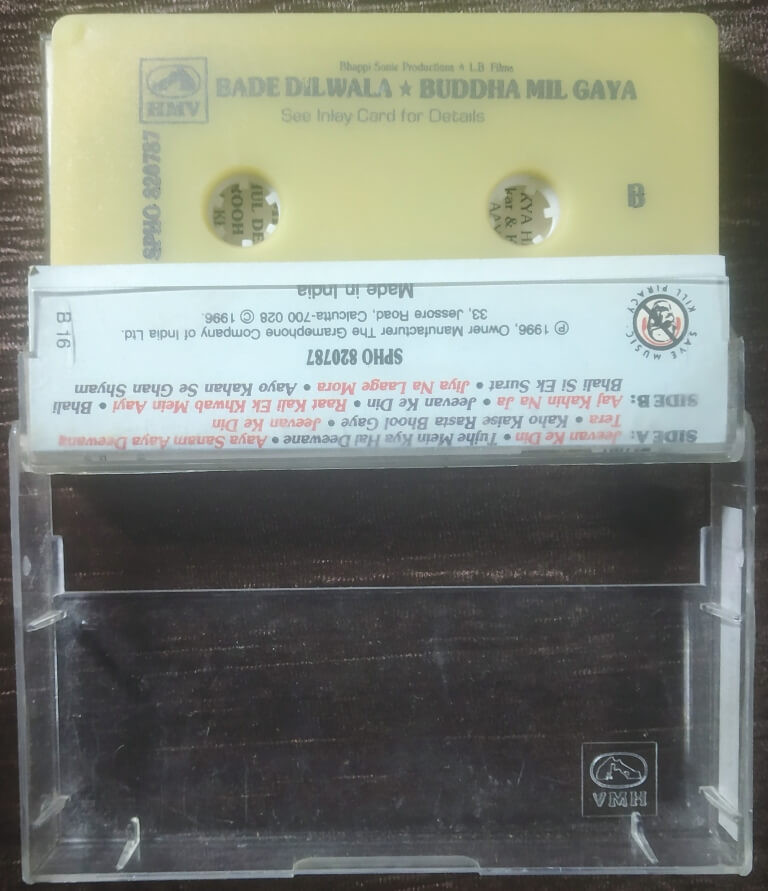 Bhappi Sonie Productions ★ L.B. Films
HMV
BADE DILWALA ★ BUDDHA MIL GAYA
See Inlay Card for Details
SPHO 820787
B
SIDE A: Jeevan Ke Din • Tujhe Mein Kya Hai Deewane • Aaya Sanam Aaya Deewana
Tera • Kaho Kaise Rasta Bhool Gaye • Jeevan Ke Din
SIDE B: Aaj Kahin Na Ja • Jeevan Ke Din • Raat Kali Ek Khwab Mein Aayi • Bhali
Bhali Si Ek Surat • Jiya Na Laage Mora • Aayo Kahan Se Ghan Shyam
SPHO 820787
℗ 1996, Owner Manufacturer The Gramophone Company of India Ltd.
33, Jessore Road, Calcutta-700 028 © 1996.
Made in India
B 16
SAVE MUSIC
KILL PIRACY
HMV